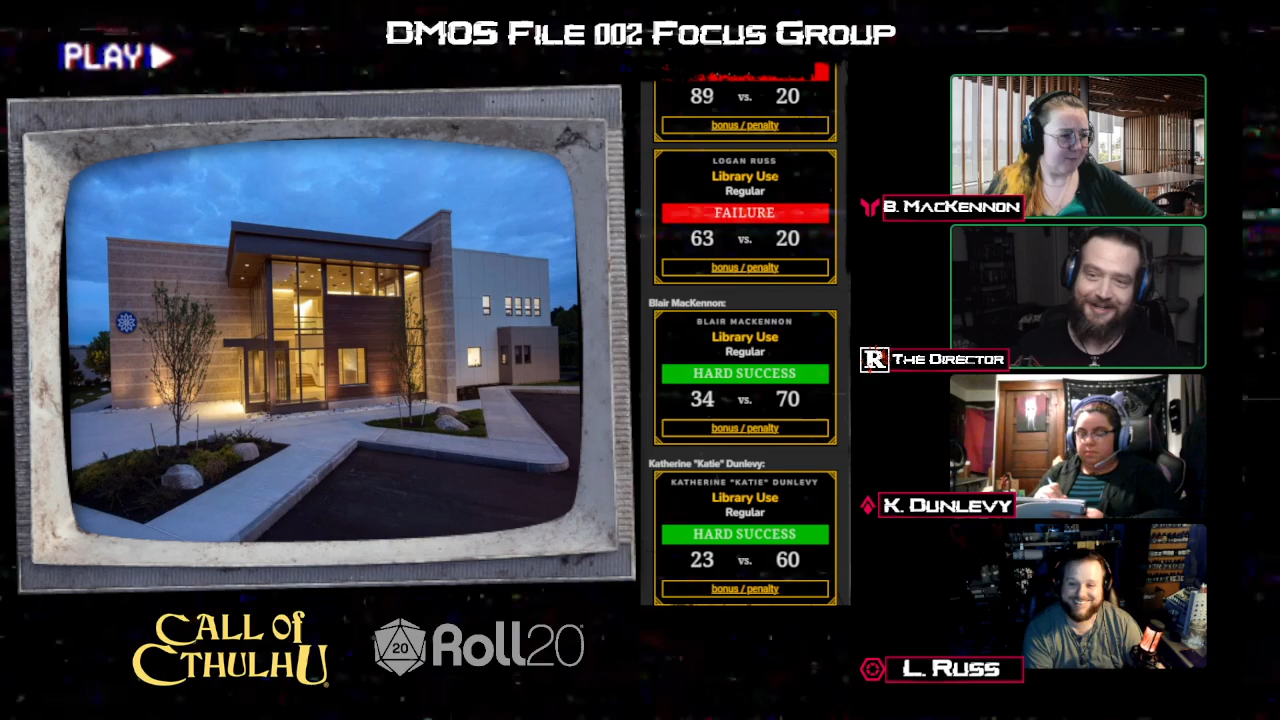 DMOS File 002 Focus Group
PLAY
89 vs. 20
bonus / penalty
LOGAN RUSS
Library Use
Regular
FAILURE
63 vs. 20
bonus / penalty
Blair MacKennon:
BLAIR MACKENNON
Library Use
Regular
HARD SUCCESS
34 vs. 70
bonus / penalty
Katherine "Katie" Dunlevy:
KATHERINE "KATIE" DUNLEVY
Library Use
Regular
HARD SUCCESS
23 vs. 60
bonus / penalty
B. MacKennon
R The Director
K. Dunlevy
L. Russ
CALL OF
CTHULHU
20 Roll20